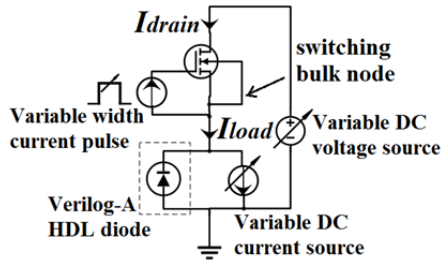 Idrain
switching
bulk node
Variable width
current pulse
Iload
Variable DC
voltage source
+
−
Verilog-A
HDL diode
Variable DC
current source